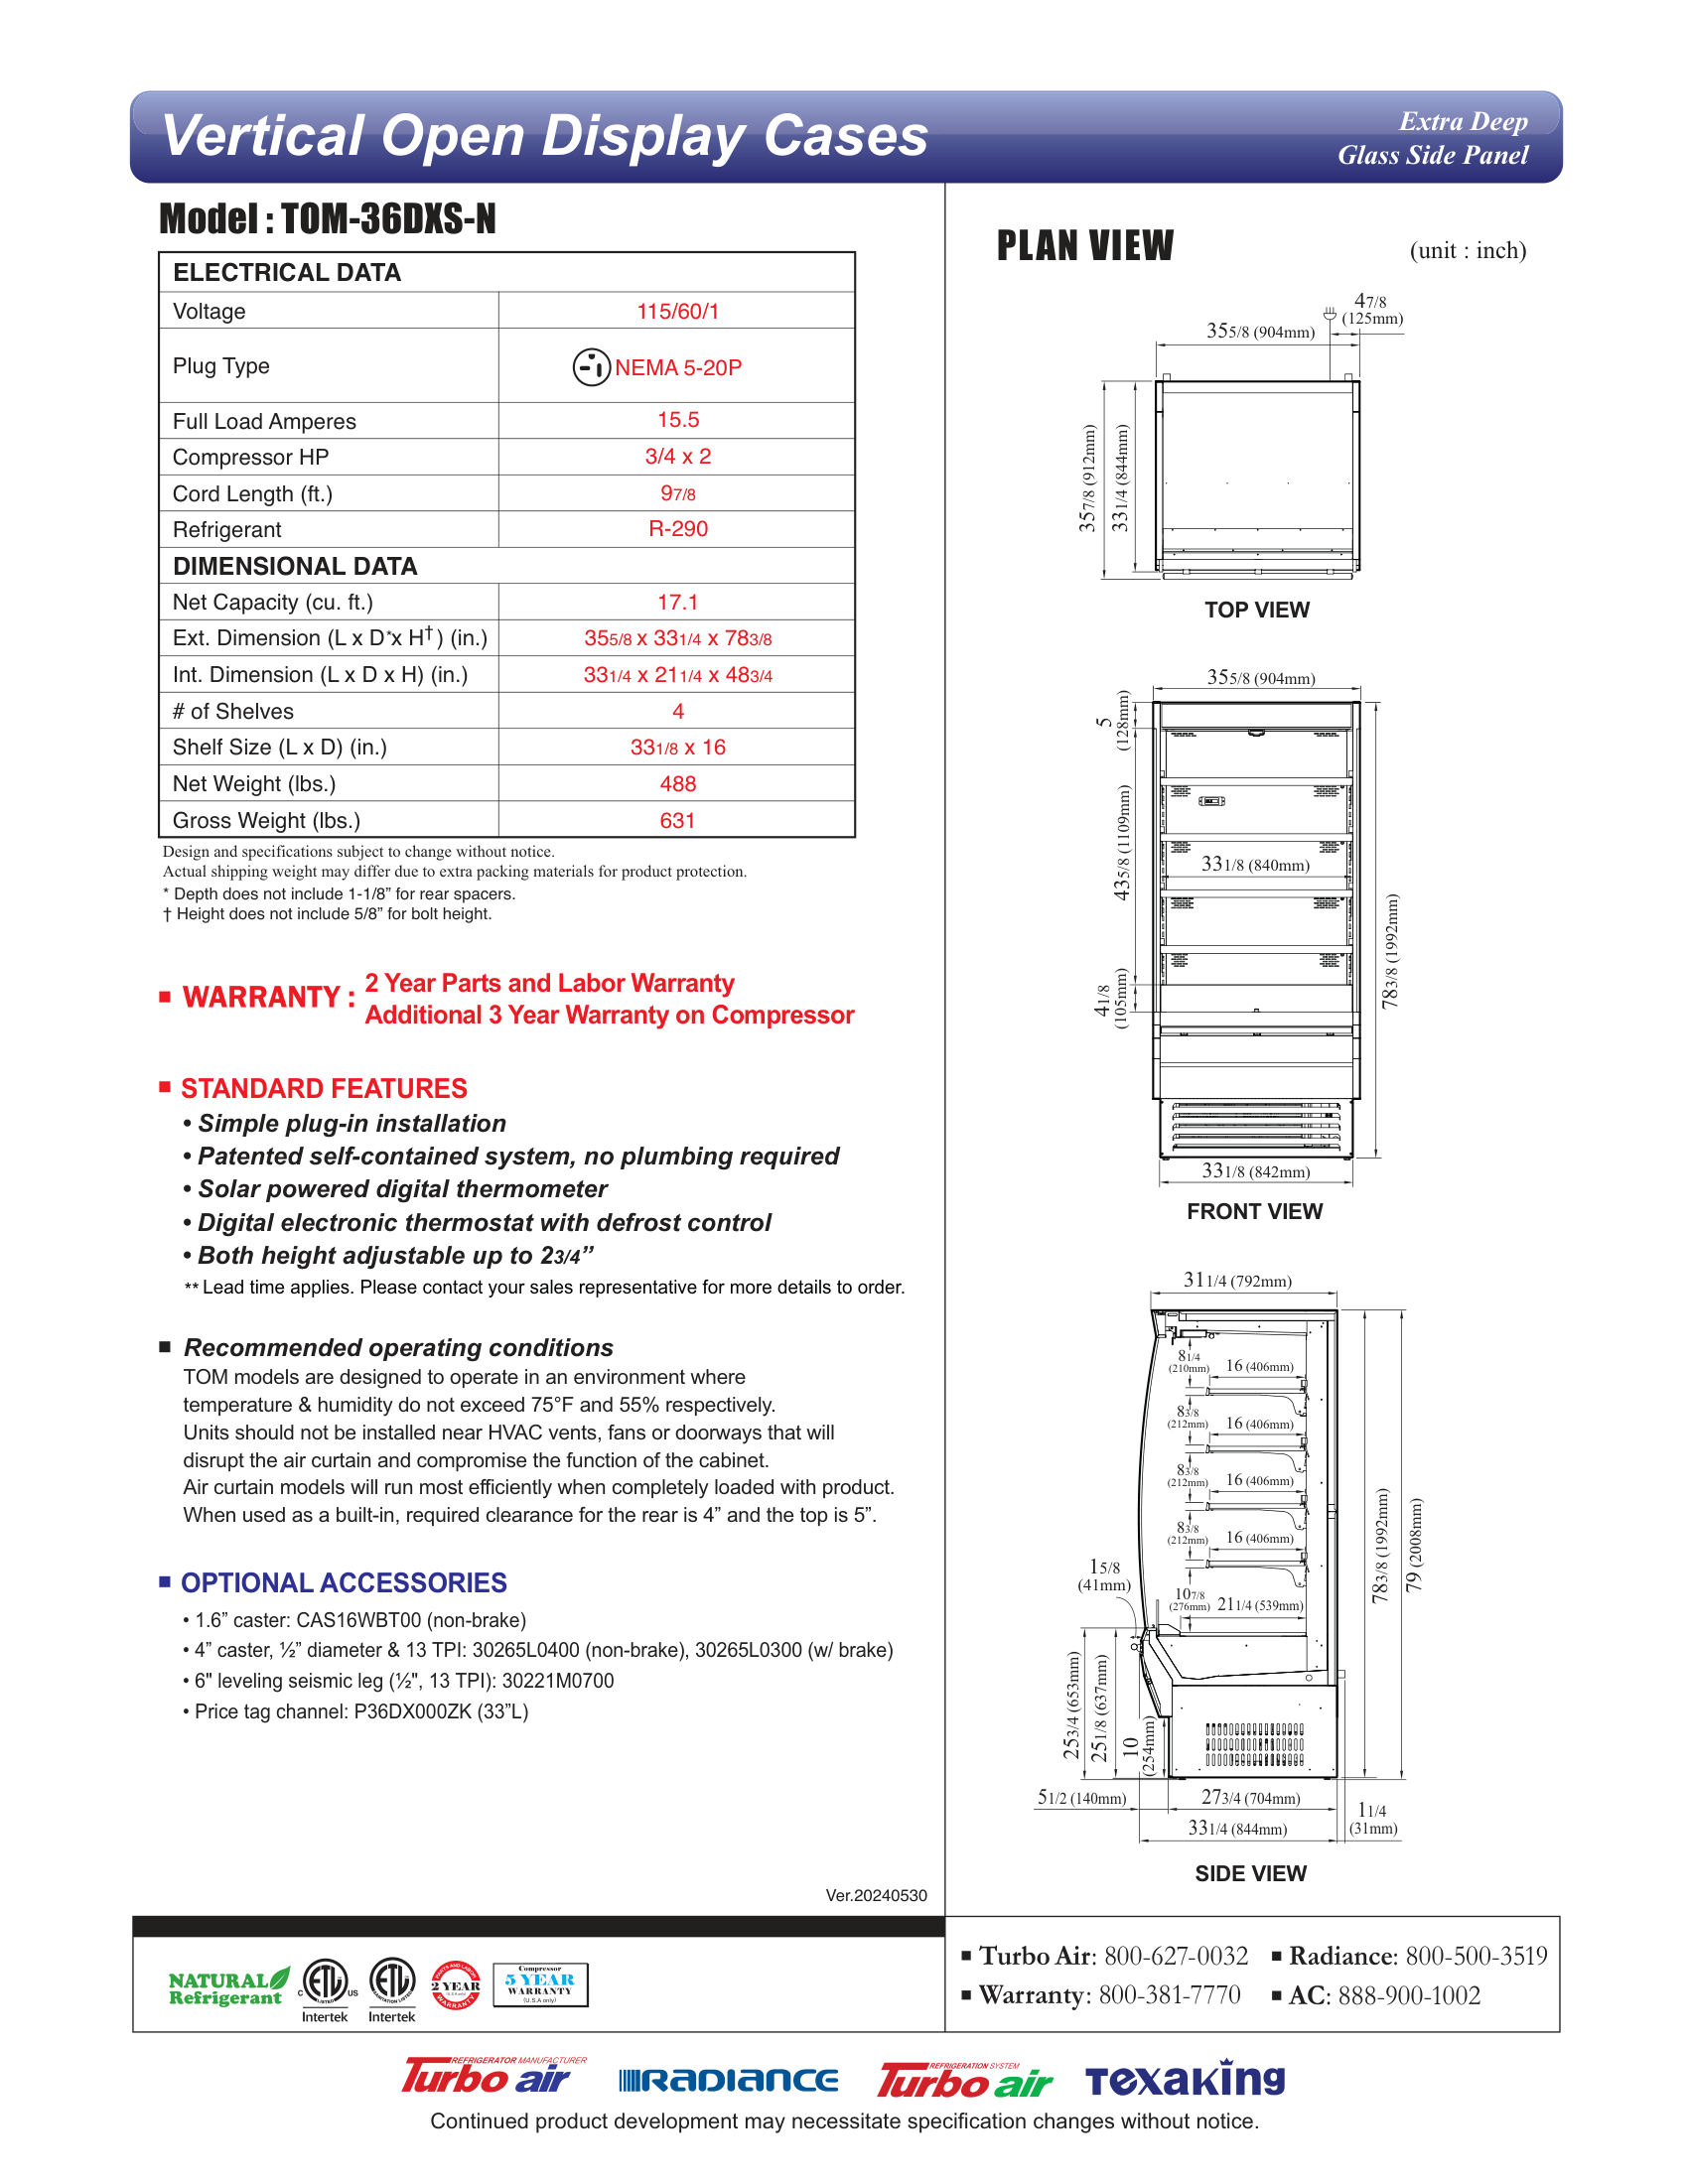 Vertical Open Display Cases
Extra Deep
Glass Side Panel
Model : TOM-36DXS-N
ELECTRICAL DATA
Voltage 115/60/1
Plug Type NEMA 5-20P
Full Load Amperes 15.5
Compressor HP 3/4 x 2
Cord Length (ft.) 97/8
Refrigerant R-290
DIMENSIONAL DATA
Net Capacity (cu. ft.) 17.1
Ext. Dimension (L x D*x H†) (in.) 355/8 x 331/4 x 783/8
Int. Dimension (L x D x H) (in.) 331/4 x 211/4 x 483/4
# of Shelves 4
Shelf Size (L x D) (in.) 331/8 x 16
Net Weight (lbs.) 488
Gross Weight (lbs.) 631
Design and specifications subject to change without notice.
Actual shipping weight may differ due to extra packing materials for product protection.
* Depth does not include 1-1/8” for rear spacers.
† Height does not include 5/8” for bolt height.
■ WARRANTY : 2 Year Parts and Labor Warranty
Additional 3 Year Warranty on Compressor
■ STANDARD FEATURES
• Simple plug-in installation
• Patented self-contained system, no plumbing required
• Solar powered digital thermometer
• Digital electronic thermostat with defrost control
• Both height adjustable up to 23/4”
** Lead time applies. Please contact your sales representative for more details to order.
■ Recommended operating conditions
TOM models are designed to operate in an environment where
temperature & humidity do not exceed 75°F and 55% respectively.
Units should not be installed near HVAC vents, fans or doorways that will
disrupt the air curtain and compromise the function of the cabinet.
Air curtain models will run most efficiently when completely loaded with product.
When used as a built-in, required clearance for the rear is 4” and the top is 5”.
■ OPTIONAL ACCESSORIES
• 1.6” caster: CAS16WBT00 (non-brake)
• 4” caster, ½” diameter & 13 TPI: 30265L0400 (non-brake), 30265L0300 (w/ brake)
• 6" leveling seismic leg (½", 13 TPI): 30221M0700
• Price tag channel: P36DX000ZK (33”L)
Ver.20240530
PLAN VIEW
(unit : inch)
47/8
(125mm)
355/8 (904mm)
357/8 (912mm)
331/4 (844mm)
TOP VIEW
355/8 (904mm)
5
(128mm)
435/8 (1109mm)
331/8 (840mm)
41/8
(105mm)
783/8 (1992mm)
331/8 (842mm)
FRONT VIEW
311/4 (792mm)
81/4
(210mm)
16 (406mm)
83/8
(212mm)
16 (406mm)
83/8
(212mm)
16 (406mm)
83/8
(212mm)
16 (406mm)
15/8
(41mm)
107/8
(276mm)
211/4 (539mm)
783/8 (1992mm)
79 (2008mm)
253/4 (653mm)
251/8 (637mm)
10
(254mm)
51/2 (140mm)
273/4 (704mm)
11/4
(31mm)
331/4 (844mm)
SIDE VIEW
NATURAL
Refrigerant
C ETL US
LISTED
Intertek
ETL
SANITATION LISTED
Intertek
PARTS AND LABOR
2 YEAR
WARRANTY
Compressor
5 YEAR
WARRANTY
(U.S.A only)
■ Turbo Air: 800-627-0032 ■ Radiance: 800-500-3519
■ Warranty: 800-381-7770 ■ AC: 888-900-1002
REFRIGERATOR MANUFACTURER
Turbo air
RADIANCE
REFRIGERATION SYSTEM
Turbo air
Texaking
Continued product development may necessitate specification changes without notice.